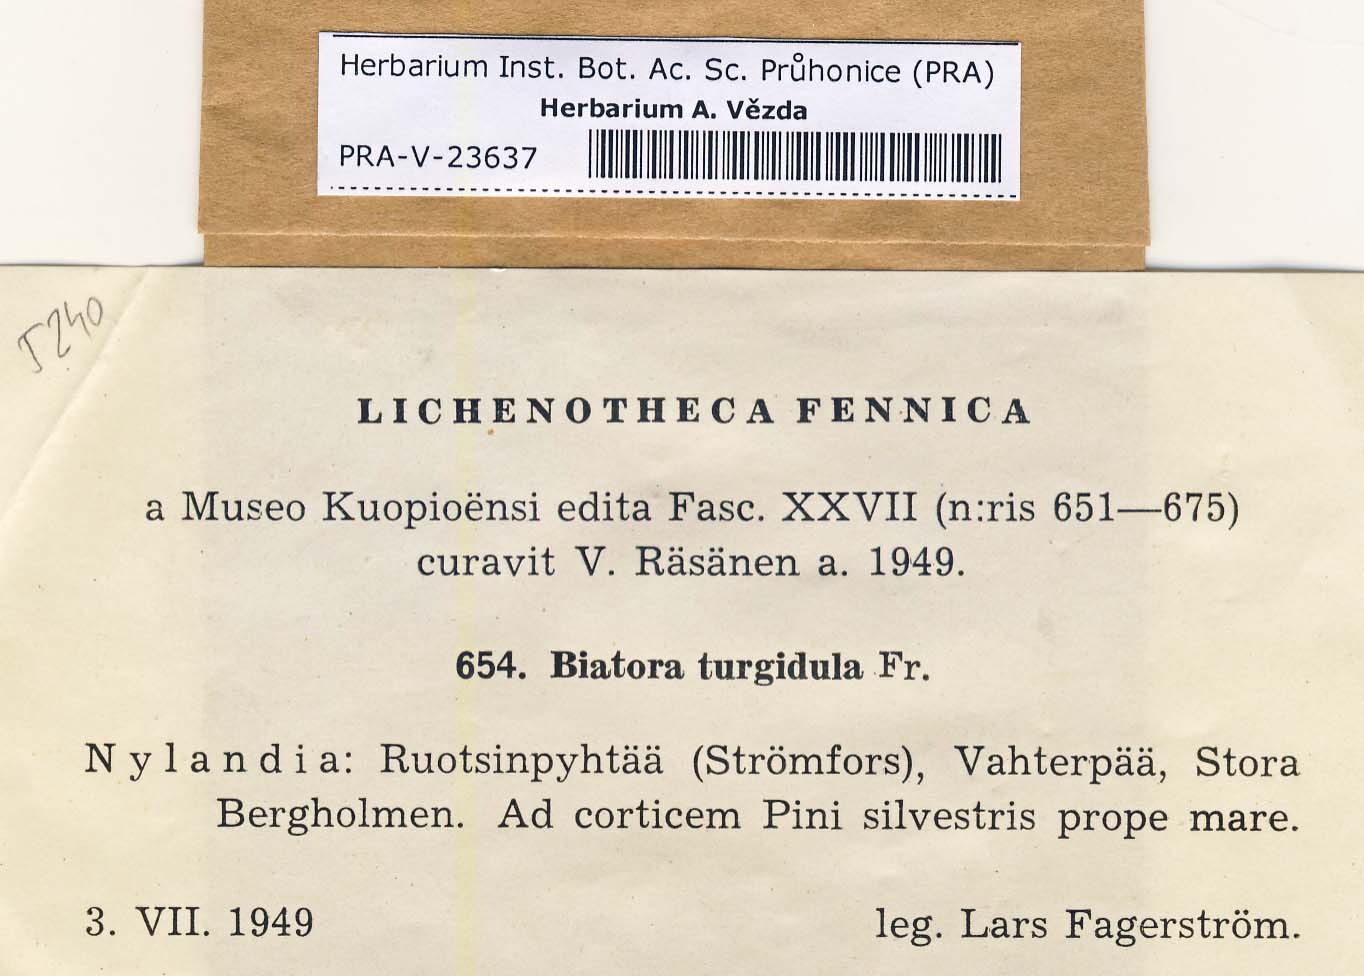 Herbarium Inst. Bot. Ac. Sc. Průhonice (PRA)
Herbarium A. Vězda
PRA-V-23637
J240
LICHENOTHECA FENNICA
a Museo Kuopioënsi edita Fasc. XXVII (n:ris 651—675)
curavit V. Räsänen a. 1949.
654. Biatora turgidula Fr.
Nylandia: Ruotsinpyhtää (Strömfors), Vahterpää, Stora
Bergholmen. Ad corticem Pini silvestris prope mare.
3. VII. 1949 leg. Lars Fagerström.